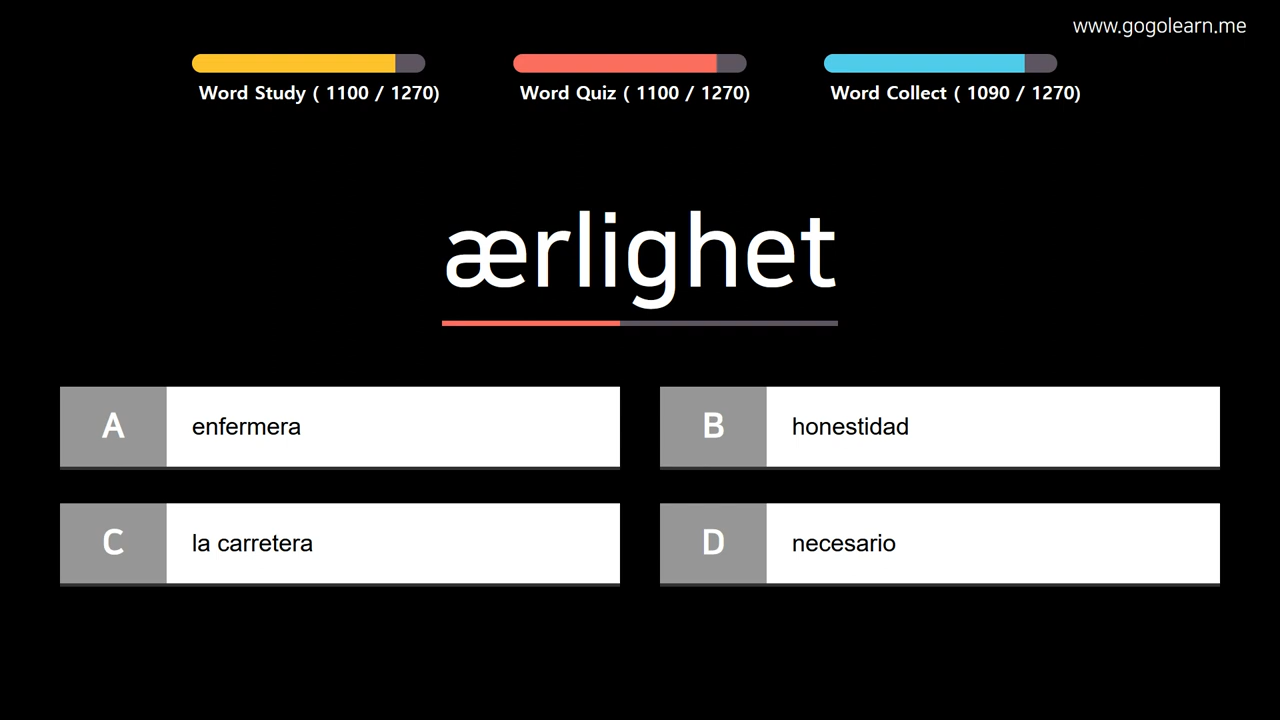 www.gogolearn.me
Word Study ( 1100 / 1270)
Word Quiz ( 1100 / 1270)
Word Collect ( 1090 / 1270)
ærlighet
A enfermera
B honestidad
C la carretera
D necesario